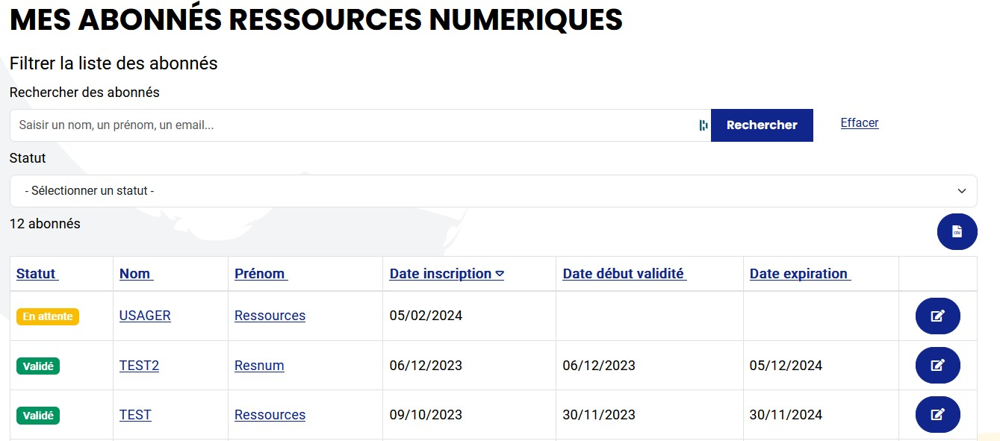 MES ABONNÉS RESSOURCES NUMERIQUES
Filtrer la liste des abonnés
Rechercher des abonnés
Saisir un nom, un prénom, un email... Rechercher Effacer
Statut
- Sélectionner un statut -
12 abonnés
CSV
Statut Nom Prénom Date inscription Date début validité Date expiration
En attente USAGER Ressources 05/02/2024
Validé TEST2 Resnum 06/12/2023 06/12/2023 05/12/2024
Validé TEST Ressources 09/10/2023 30/11/2023 30/11/2024